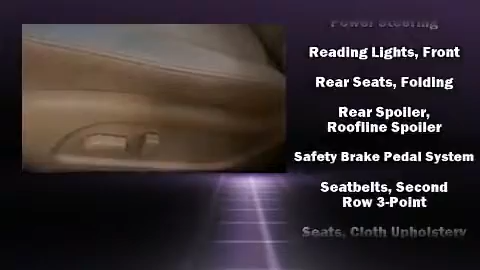 Power Steering
Reading Lights, Front
Rear Seats, Folding
Rear Spoiler,
Roofline Spoiler
Safety Brake Pedal System
Seatbelts, Second
Row 3-Point
Seats, Cloth Upholstery